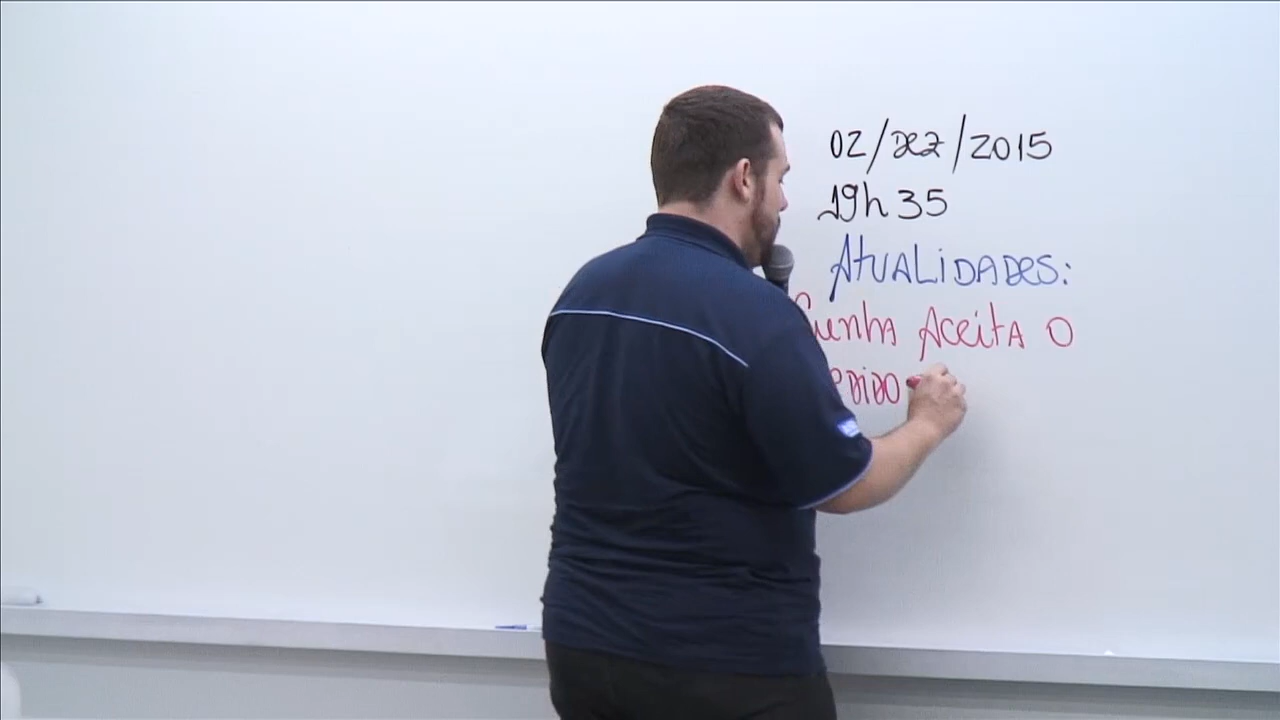 02/DEZ/2015
19h35
ATUALIDADES:
Cunha Aceita o
PEDIDO